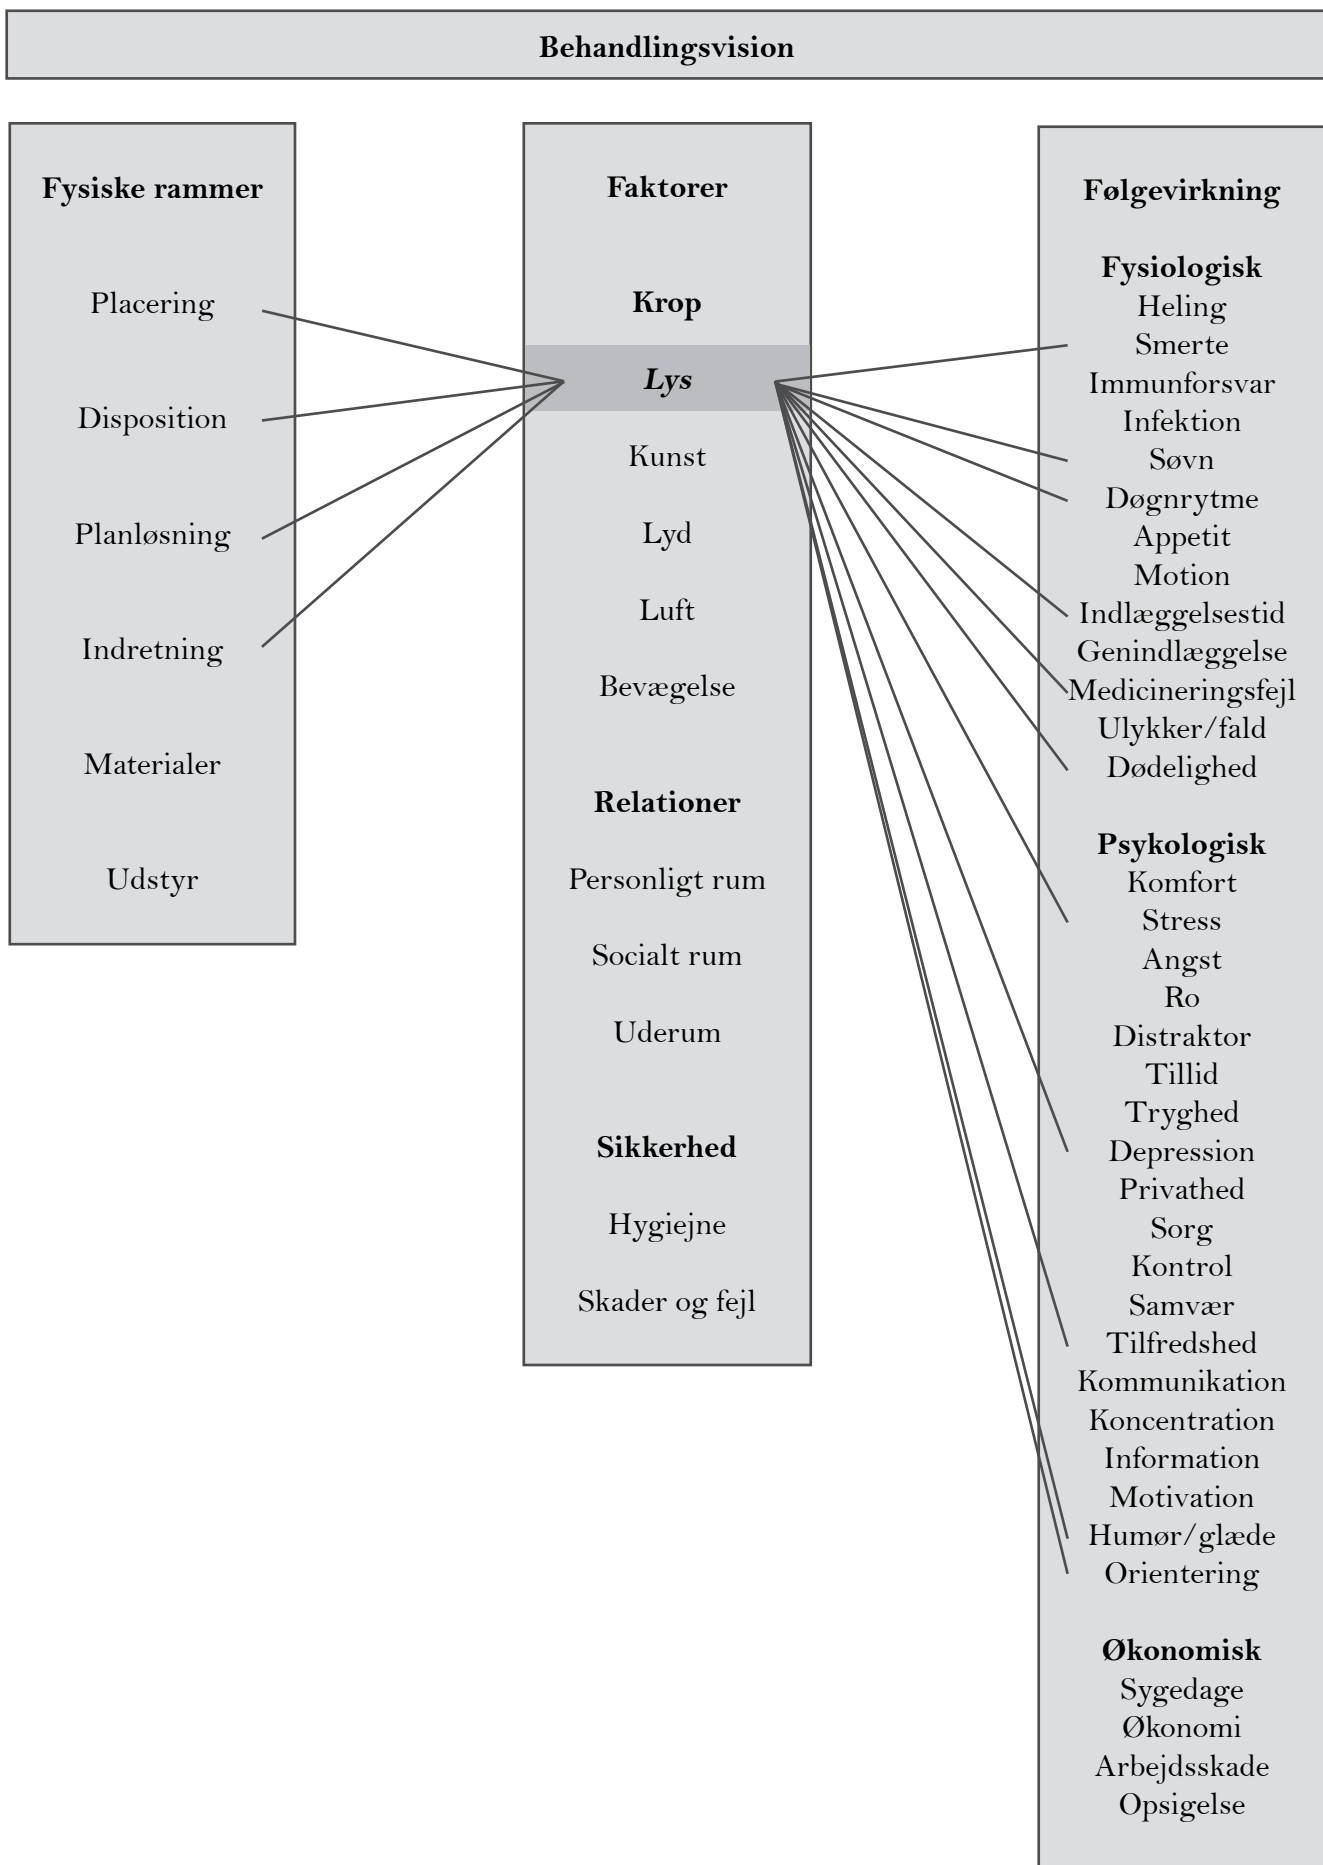 Behandlingsvision
Fysiske rammer
Placering
Disposition
Planløsning
Indretning
Materialer
Udstyr
Faktorer
Krop
Lys
Kunst
Lyd
Luft
Bevægelse
Relationer
Personligt rum
Socialt rum
Uderum
Sikkerhed
Hygiejne
Skader og fejl
Følgevirkning
Fysiologisk
Heling
Smerte
Immunforsvar
Infektion
Søvn
Døgnrytme
Appetit
Motion
Indlæggelsestid
Genindlæggelse
Medicineringsfejl
Ulykker/fald
Dødelighed
Psykologisk
Komfort
Stress
Angst
Ro
Distraktor
Tillid
Tryghed
Depression
Privathed
Sorg
Kontrol
Samvær
Tilfredshed
Kommunikation
Koncentration
Information
Motivation
Humør/glæde
Orientering
Økonomisk
Sygedage
Økonomi
Arbejdsskade
Opsigelse